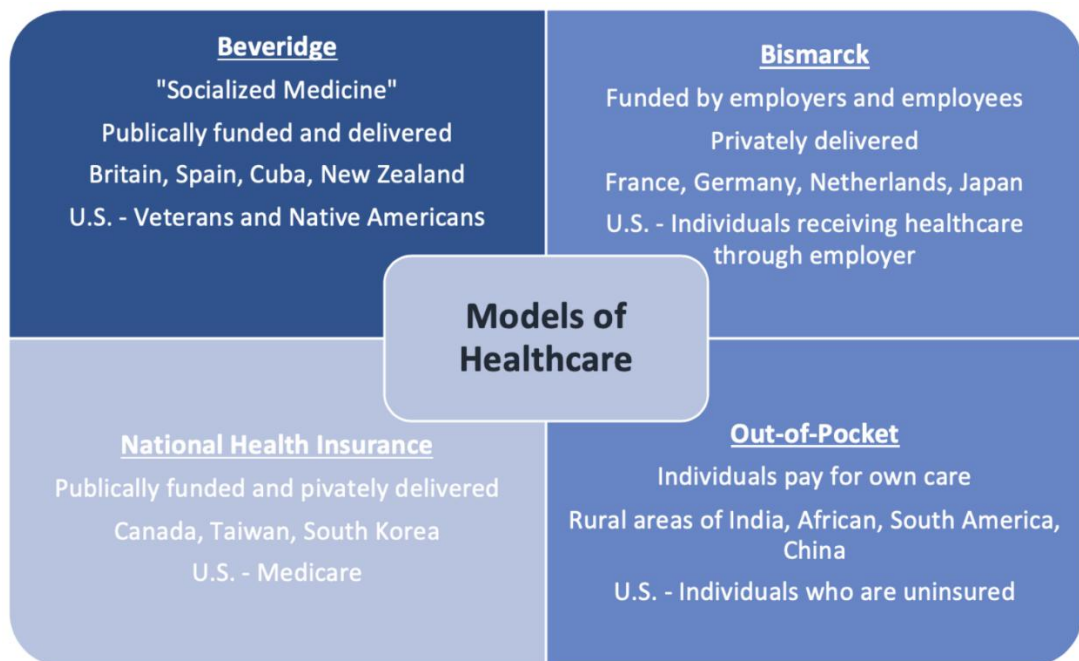 Beveridge
"Socialized Medicine"
Publically funded and delivered
Britain, Spain, Cuba, New Zealand
U.S. - Veterans and Native Americans
Bismarck
Funded by employers and employees
Privately delivered
France, Germany, Netherlands, Japan
U.S. - Individuals receiving healthcare
through employer
Models of
Healthcare
National Health Insurance
Publically funded and pivately delivered
Canada, Taiwan, South Korea
U.S. - Medicare
Out-of-Pocket
Individuals pay for own care
Rural areas of India, African, South America,
China
U.S. - Individuals who are uninsured